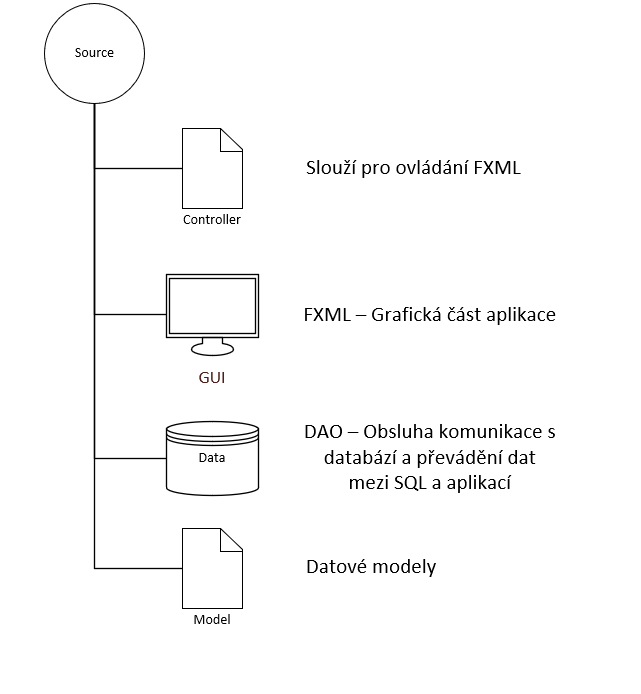 Source
Slouží pro ovládání FXML
Controller
FXML – Grafická část aplikace
GUI
DAO – Obsluha komunikace s
databází a převádění dat
mezi SQL a aplikací
Data
Datové modely
Model